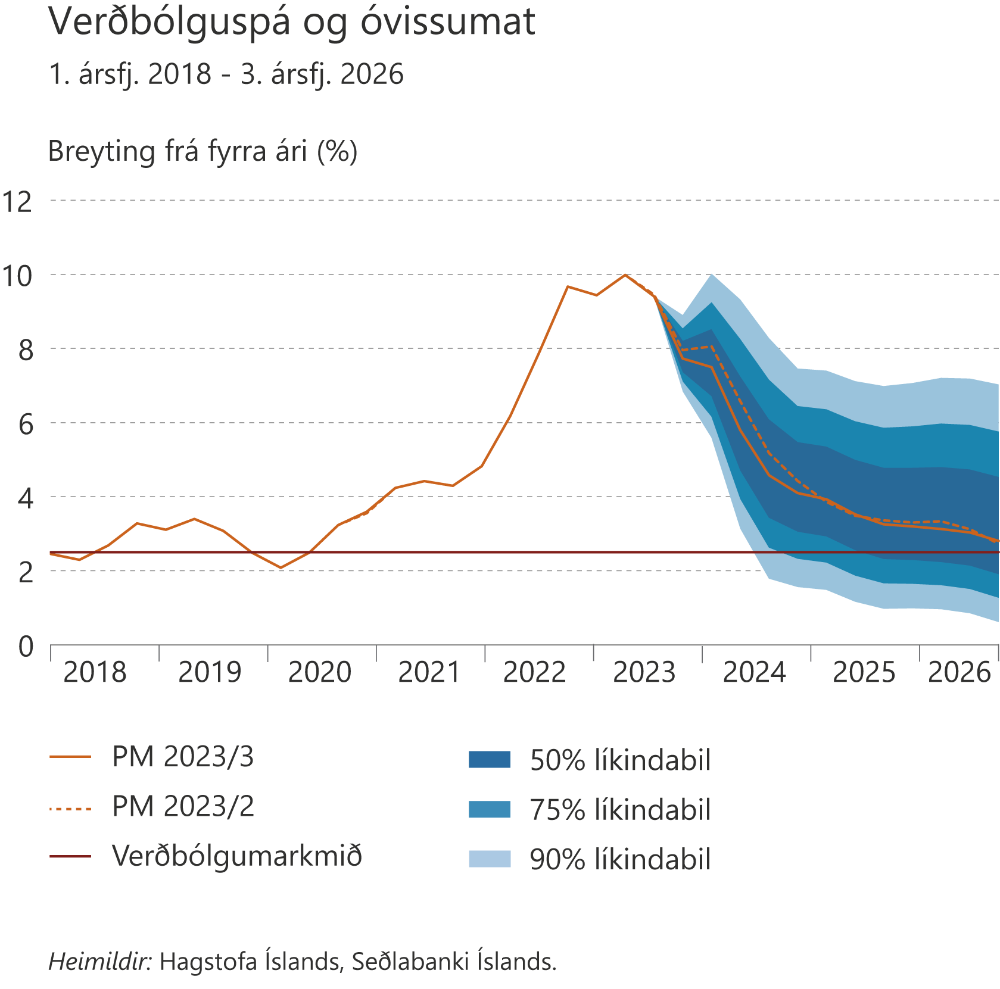 Verðbólguspá og óvissumat
1. ársfj. 2018 - 3. ársfj. 2026
Breyting frá fyrra ári (%)
12
10
8
6
4
2
0
2018 2019 2020 2021 2022 2023 2024 2025 2026
PM 2023/3
PM 2023/2
Verðbólgumarkmið
50% líkindabil
75% líkindabil
90% líkindabil
Heimildir: Hagstofa Íslands, Seðlabanki Íslands.